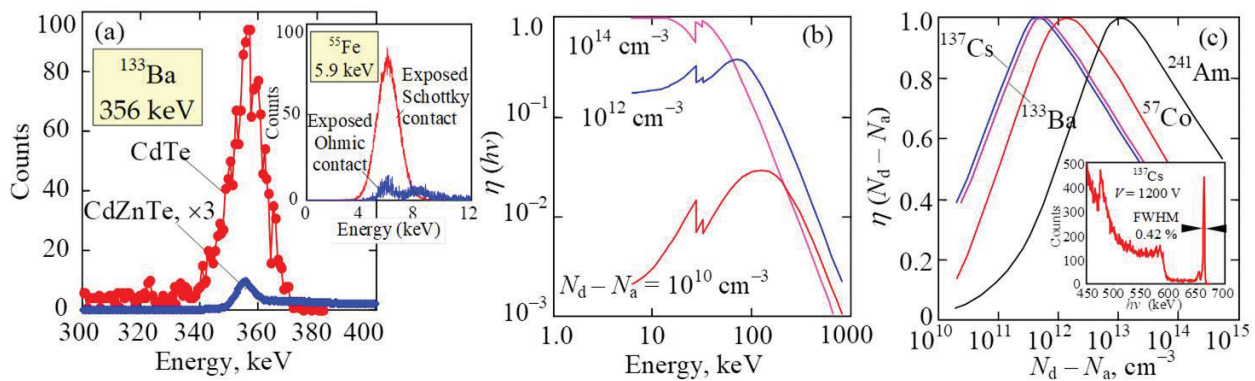 (a)
133Ba
356 keV
CdTe
CdZnTe, ×3
Counts
100
80
60
40
20
0
300
320
340
360
380
400
Energy, keV
55Fe
5.9 keV
Exposed
Schottky
contact
Exposed
Ohmic
contact
Counts
100
50
0
0
4
8
12
Energy (keV)
(b)
10¹⁴ cm⁻³
10¹² cm⁻³
Nd – Na = 10¹⁰ cm⁻³
η (hν)
1.0
10⁻¹
10⁻²
10⁻³
1.0
10
100
1000
Energy, keV
(c)
137Cs
133Ba
57Co
241Am
η (Nd – Na)
1.0
0.8
0.6
0.4
0.2
0
10¹⁰
10¹¹
10¹²
10¹³
10¹⁴
10¹⁵
Nd – Na, cm⁻³
137Cs
V = 1200 V
FWHM
0.42 %
Counts
500
400
300
200
100
0
450
500
550
600
650
700
hν (keV)